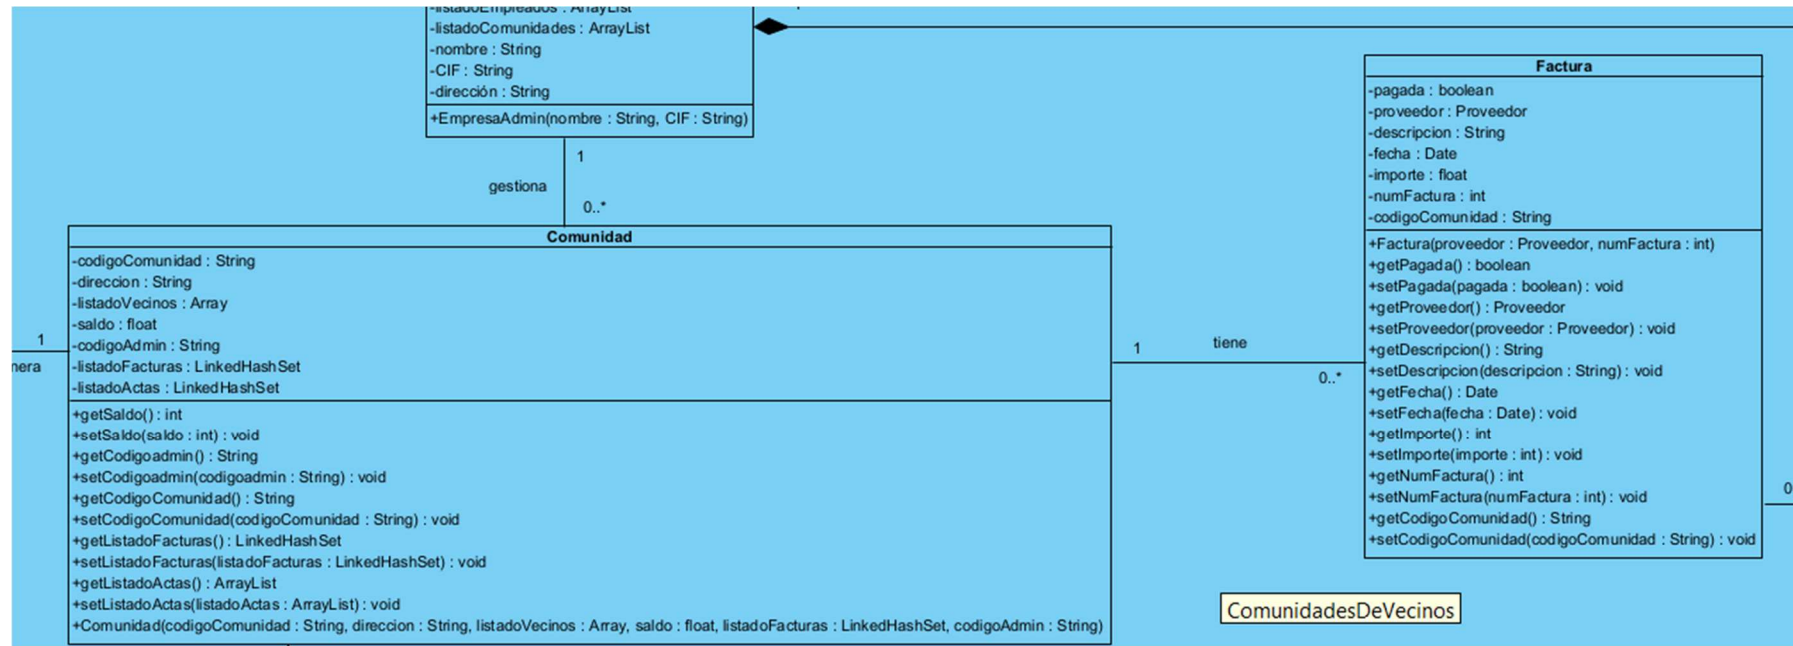 -listadoEmpleados : ArrayList
-listadoComunidades : ArrayList
-nombre : String
-CIF : String
-dirección : String
+EmpresaAdmin(nombre : String, CIF : String)
1
gestiona
0..*
Comunidad
-codigoComunidad : String
-direccion : String
-listadoVecinos : Array
-saldo : float
-codigoAdmin : String
-listadoFacturas : LinkedHashSet
-listadoActas : LinkedHashSet
+getSaldo() : int
+setSaldo(saldo : int) : void
+getCodigoadmin() : String
+setCodigoadmin(codigoadmin : String) : void
+getCodigoComunidad() : String
+setCodigoComunidad(codigoComunidad : String) : void
+getListadoFacturas() : LinkedHashSet
+setListadoFacturas(listadoFacturas : LinkedHashSet) : void
+getListadoActas() : ArrayList
+setListadoActas(listadoActas : ArrayList) : void
+Comunidad(codigoComunidad : String, direccion : String, listadoVecinos : Array, saldo : float, listadoFacturas : LinkedHashSet, codigoAdmin : String)
1
nera
1
tiene
0..*
Factura
-pagada : boolean
-proveedor : Proveedor
-descripcion : String
-fecha : Date
-importe : float
-numFactura : int
-codigoComunidad : String
+Factura(proveedor : Proveedor, numFactura : int)
+getPagada() : boolean
+setPagada(pagada : boolean) : void
+getProveedor() : Proveedor
+setProveedor(proveedor : Proveedor) : void
+getDescripcion() : String
+setDescripcion(descripcion : String) : void
+getFecha() : Date
+setFecha(fecha : Date) : void
+getImporte() : int
+setImporte(importe : int) : void
+getNumFactura() : int
+setNumFactura(numFactura : int) : void
+getCodigoComunidad() : String
+setCodigoComunidad(codigoComunidad : String) : void
0
ComunidadesDeVecinos